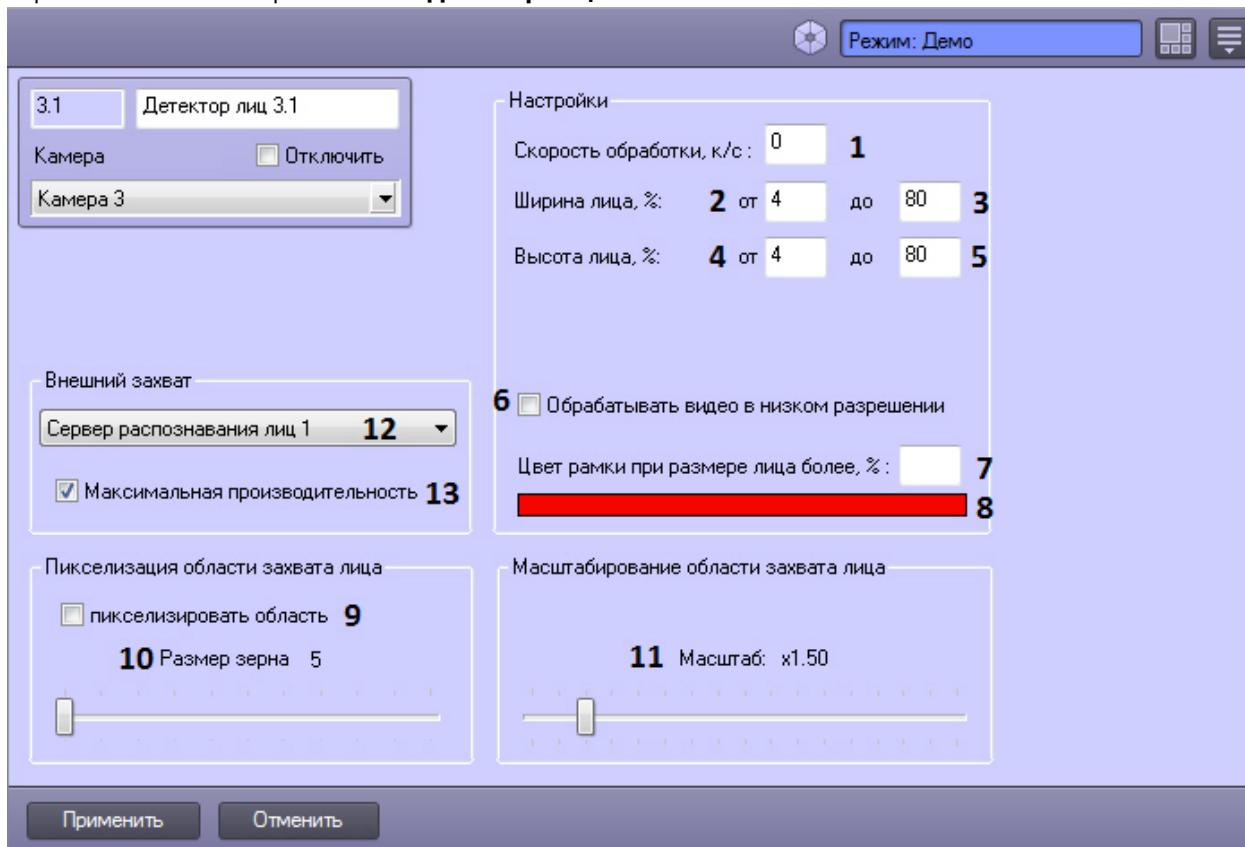 Режим: Демо
3.1 Детектор лиц 3.1
Камера Отключить
Камера 3
Настройки
Скорость обработки, к/с : 0 1
Ширина лица, %: 2 от 4 до 80 3
Высота лица, %: 4 от 4 до 80 5
6 Обрабатывать видео в низком разрешении
Цвет рамки при размере лица более, % : 7
8
Внешний захват
Сервер распознавания лиц 1 12
Максимальная производительность 13
Пикселизация области захвата лица
пикселизировать область 9
10 Размер зерна 5
Масштабирование области захвата лица
11 Масштаб: x1.50
Применить Отменить